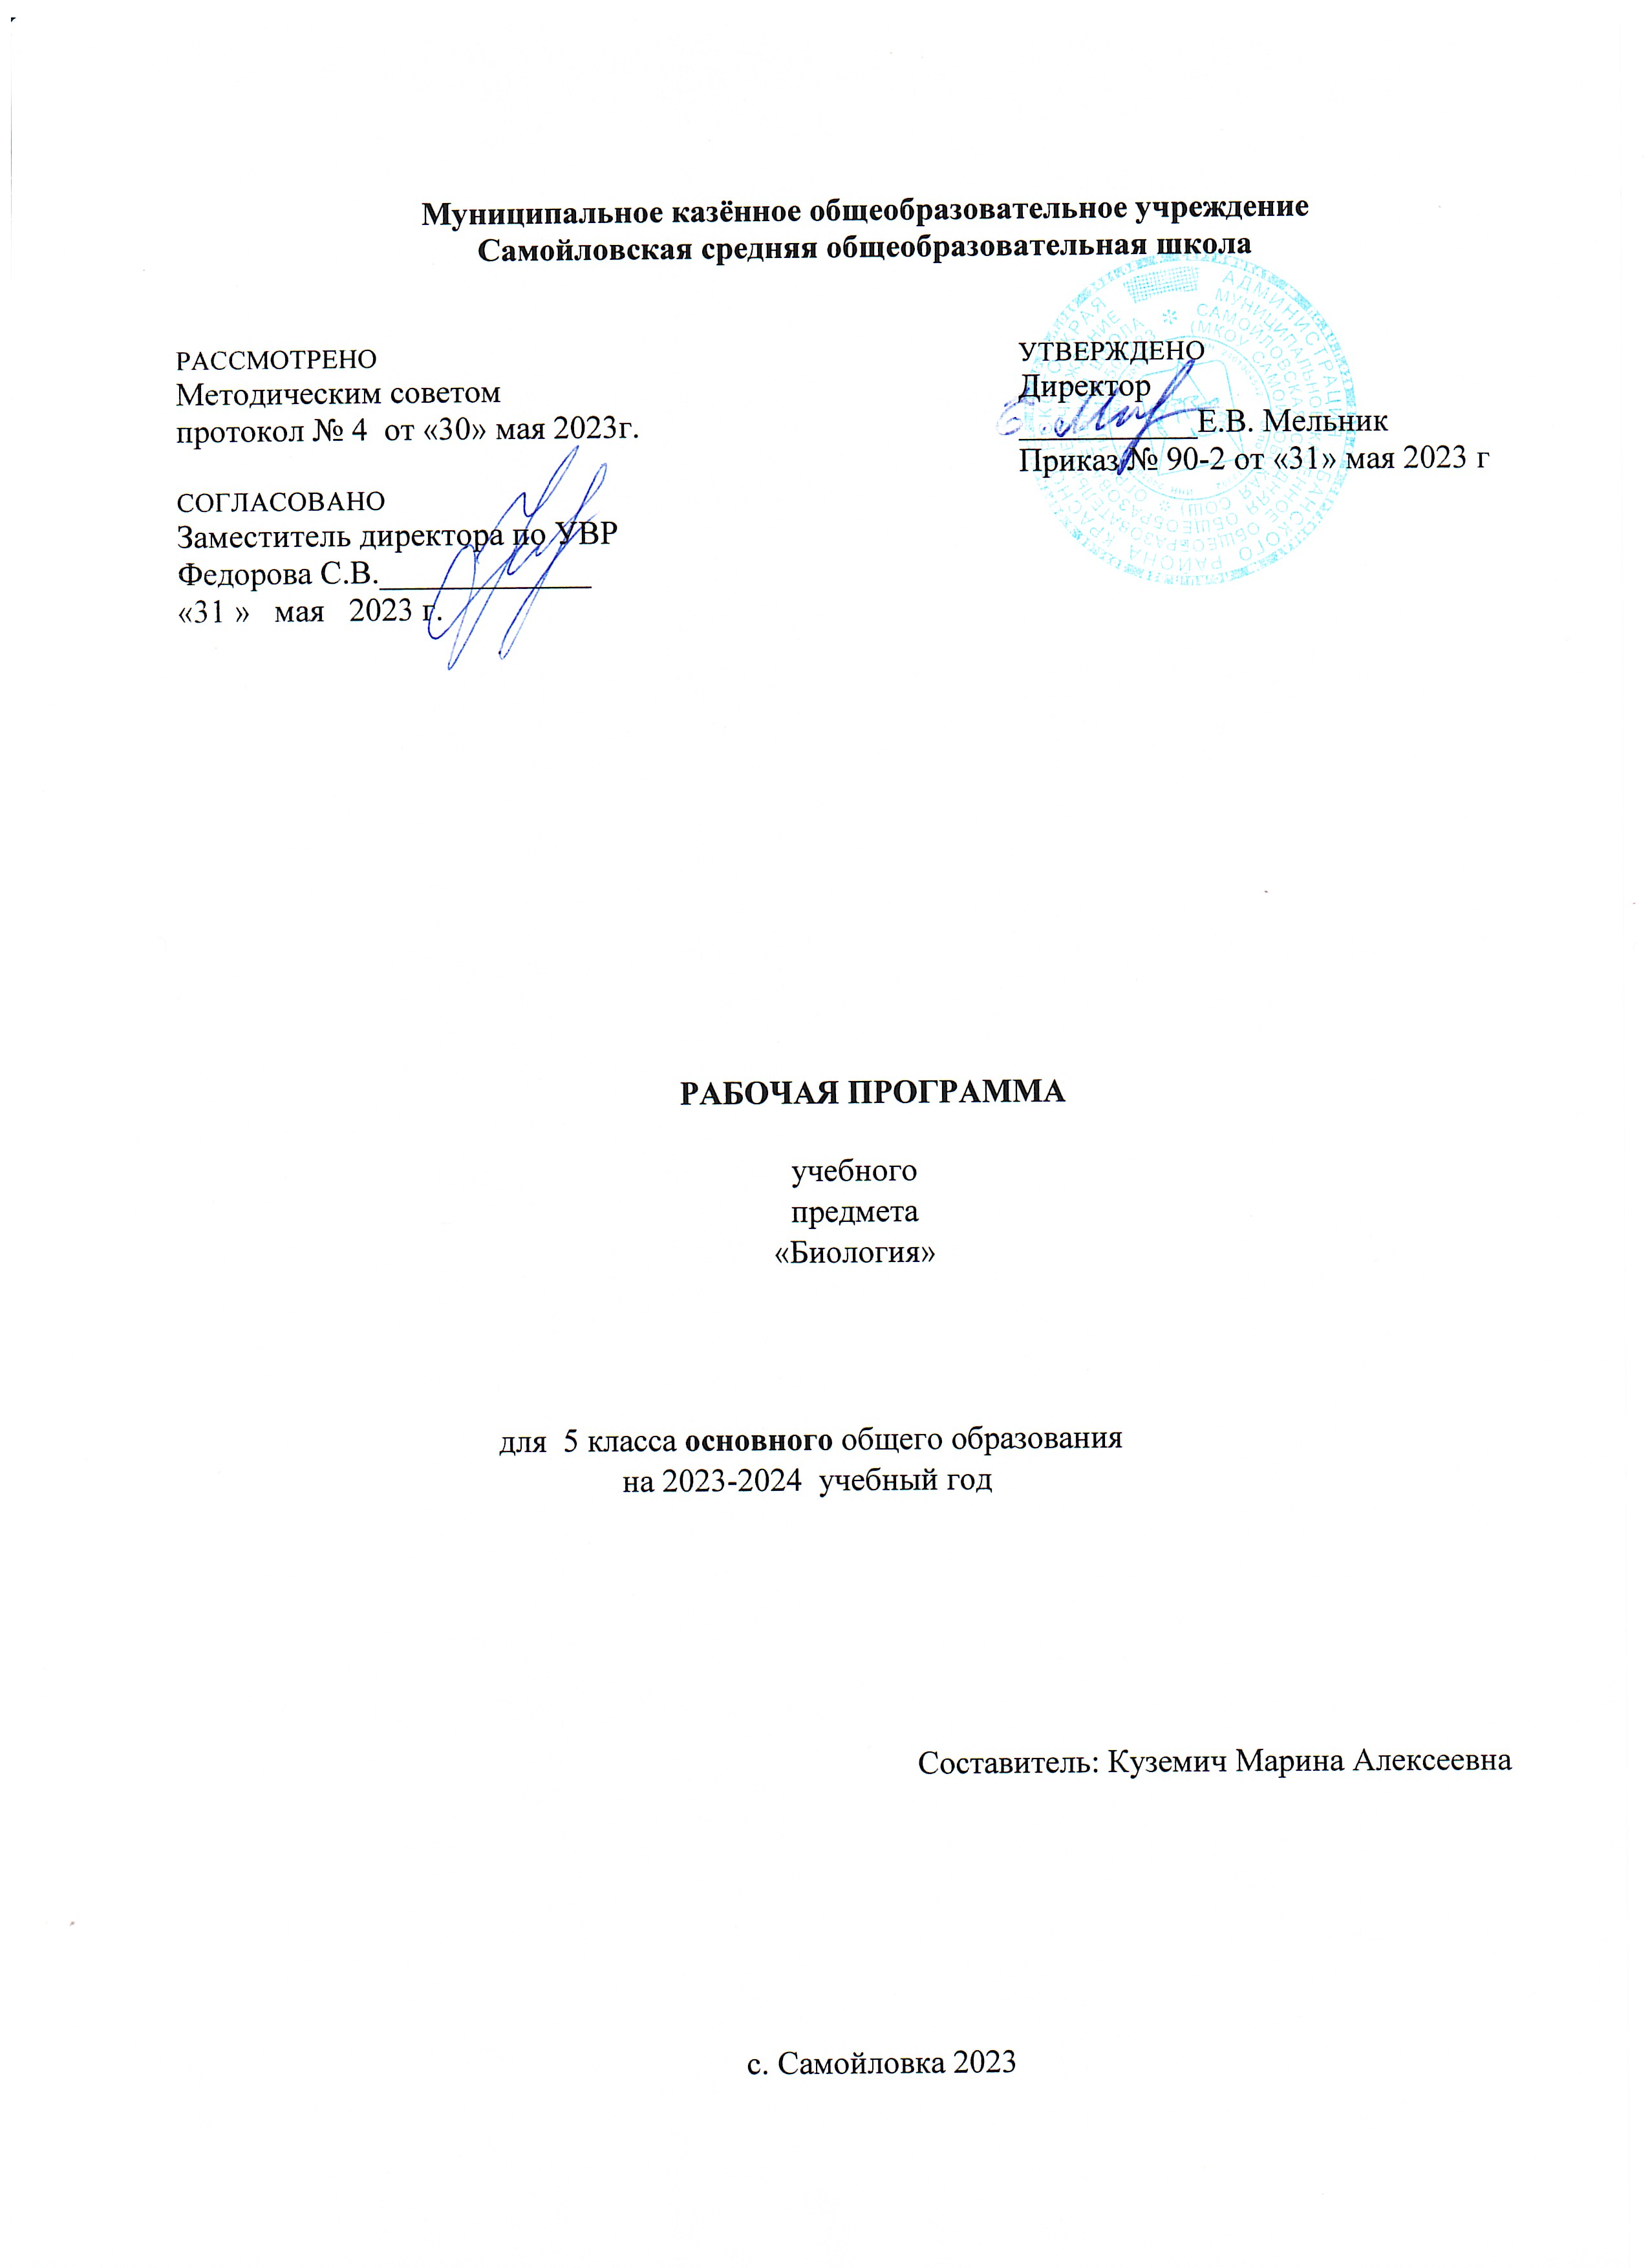 Муниципальное казённое общеобразовательное учреждение
Самойловская средняя общеобразовательная школа
РАССМОТРЕНО
Методическим советом
протокол № 4  от «30» мая 2023г.
СОГЛАСОВАНО
Заместитель директора по УВР
Федорова С.В.______________
«31 »   мая   2023 г.
УТВЕРЖДЕНО
Директор
____________Е.В. Мельник
Приказ № 90-2 от «31» мая 2023 г
РАБОЧАЯ ПРОГРАММА
учебного
предмета
«Биология»
для  5 класса основного общего образования
на 2023-2024  учебный год
Составитель: Куземич Марина Алексеевна
с. Самойловка 2023